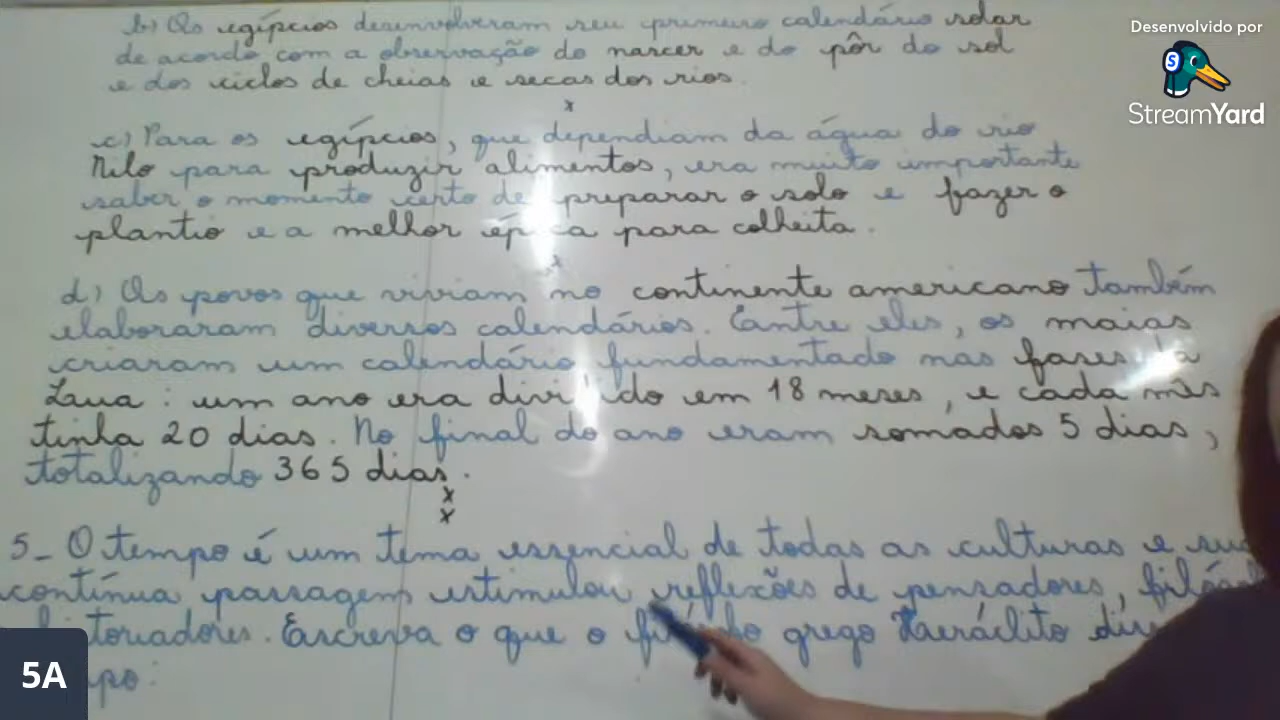 b) Os egípcios desenvolveram seu primeiro calendário solar
de acordo com a observação do nascer e do pôr do sol
e dos ciclos de cheias e secas dos rios.
x
c) Para os egípcios, que dependiam da água do rio
Nilo para produzir alimentos, era muito importante
saber o momento certo de preparar o solo e fazer o
plantio e a melhor ép ca para colheita.
x
d) Os povos que viviam no continente americano também
elaboraram diversos calendários. Entre eles, os maias
criaram um calendário fundamentado nas fases da
Lua: um ano era dividido em 18 meses, e cada mês
tinha 20 dias. No final do ano eram somados 5 dias,
totalizando 365 dias.
x
x
5- O tempo é um tema essencial de todas as culturas e
contínua passagem estimulou reflexões de pensadores,
Escreva o que o grego Heráclito
Desenvolvido por
StreamYard
5A